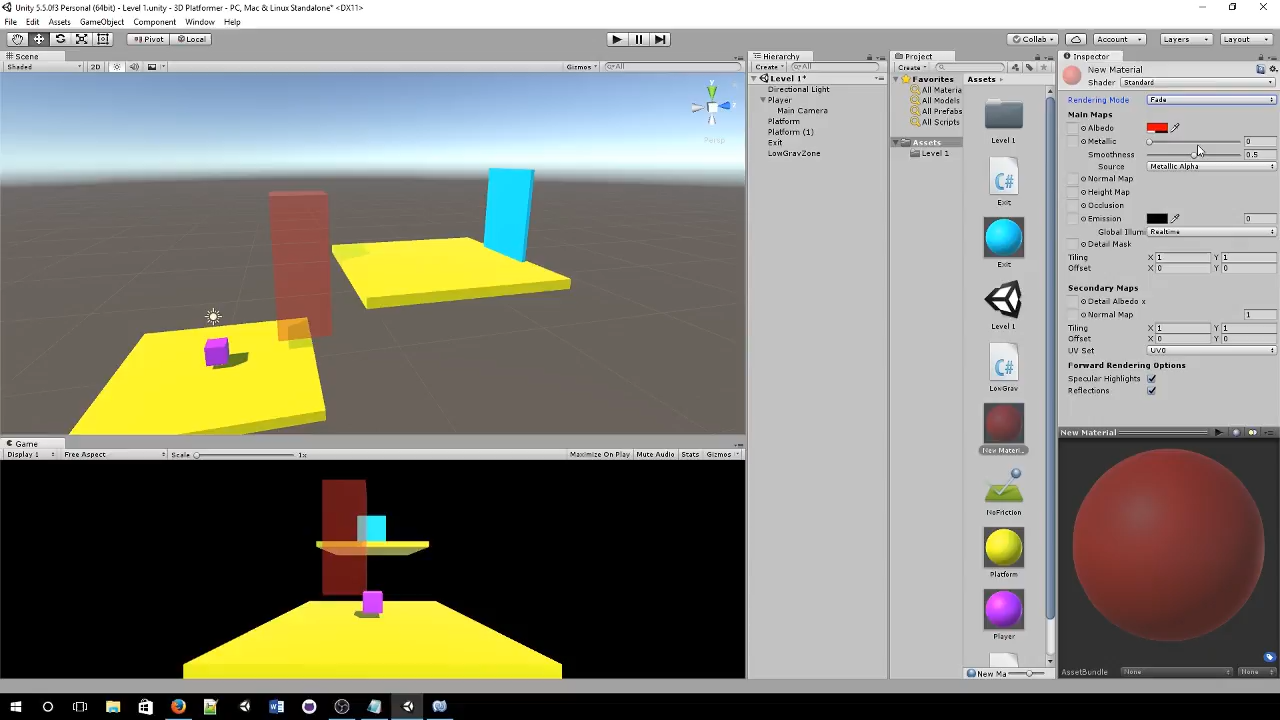 Unity 5.5.0f3 Personal (64bit) - Level 1.unity - 3D Platformer - PC, Mac & Linux Standalone* <DX11>
File Edit Assets GameObject Component Window Help
Pivot Local Collab Account Layers Layout
Scene
Shaded 2D Gizmos All
y
Persp
Game
Display 1 Free Aspect Scale 1x Maximize On Play Mute Audio Stats Gizmos
Hierarchy
Create All
Level 1*
Directional Light
Player
Main Camera
Platform
Platform (1)
Exit
LowGravZone
Project
Create
Favorites
All Materia
All Models
All Prefabs
All Scripts
Assets
Level 1
Assets
Level 1
C#
Exit
Exit
Level 1
C#
LowGrav
New Materi...
NoFriction
Platform
Player
New Ma
Inspector
New Material
Shader Standard
Rendering Mode Fade
Main Maps
Albedo
Metallic 0
Smoothness 0.5
Source Metallic Alpha
Normal Map
Height Map
Occlusion
Emission 0
Global Illumi Realtime
Detail Mask
Tiling X 1 Y 1
Offset X 0 Y 0
Secondary Maps
Detail Albedo x
Normal Map 1
Tiling X 1 Y 1
Offset X 0 Y 0
UV Set UV0
Forward Rendering Options
Specular Highlights
Reflections
New Material
AssetBundle None None